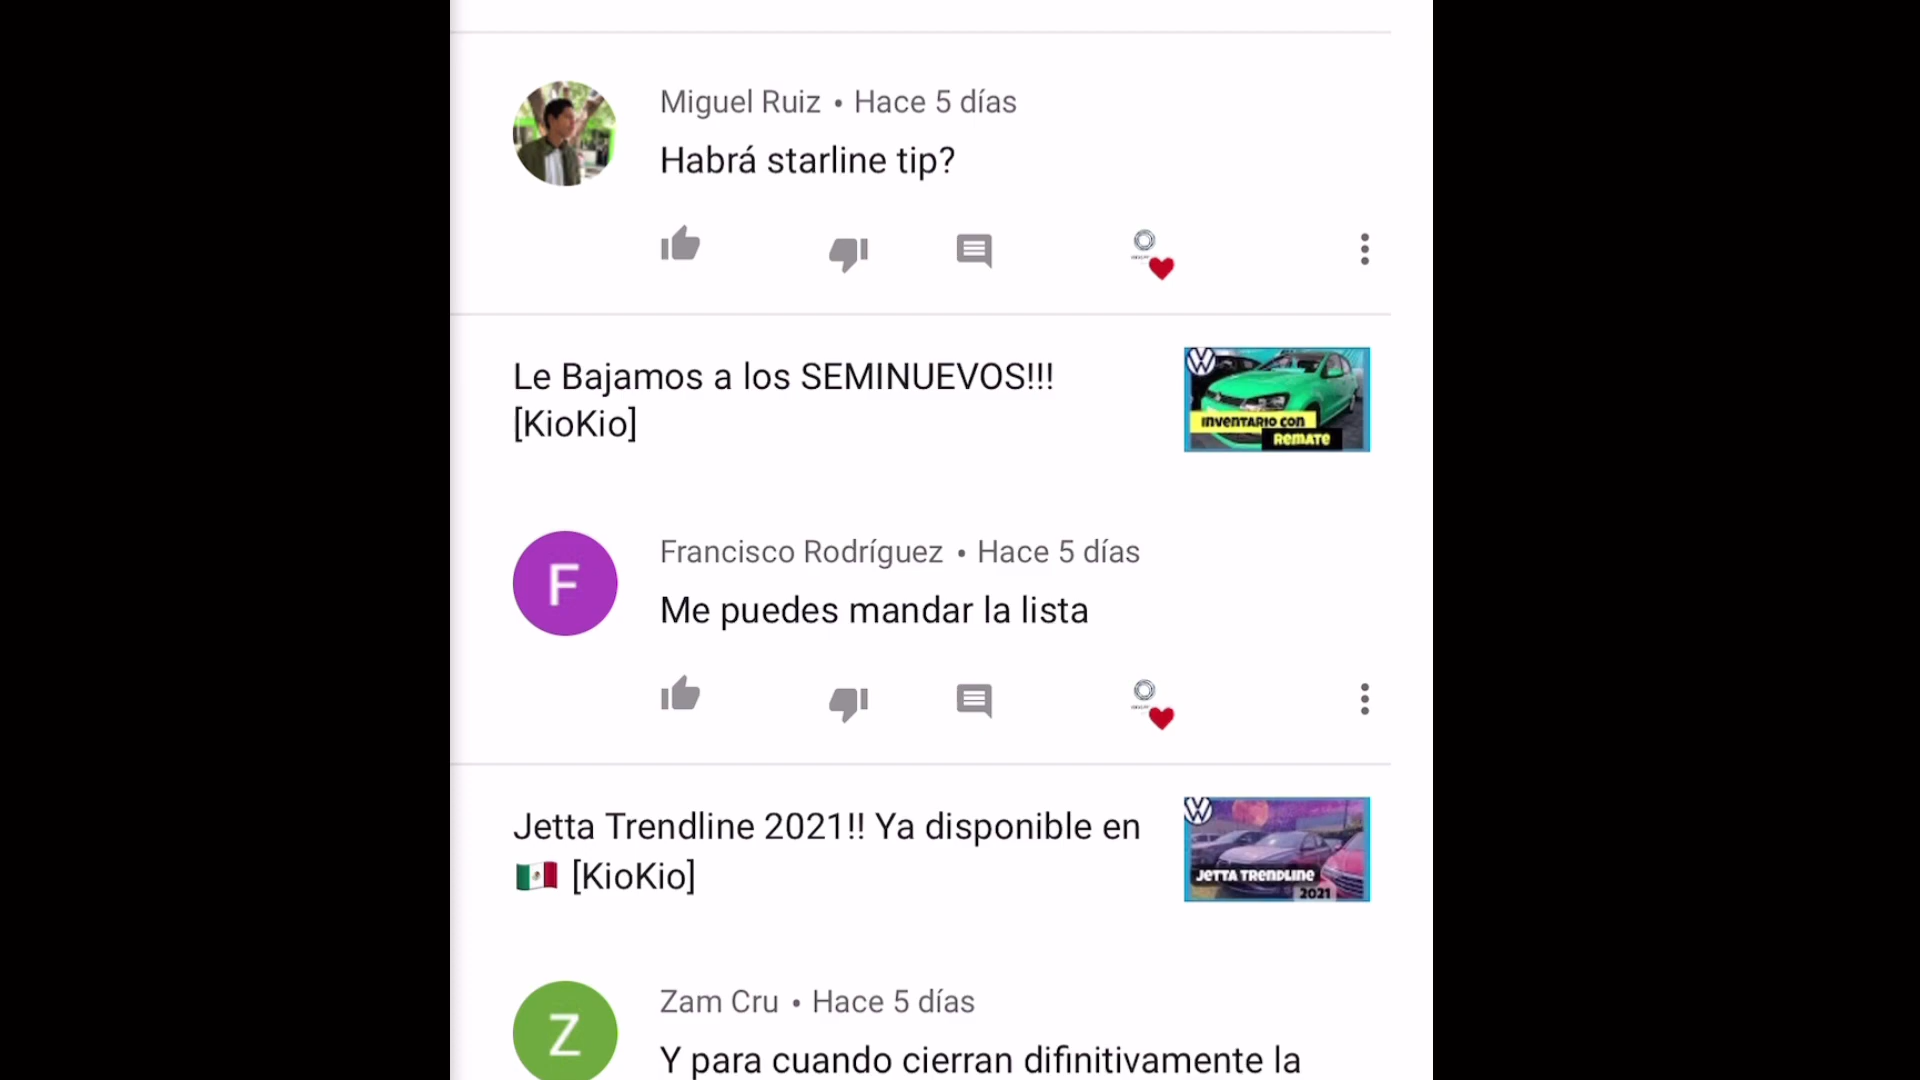 Miguel Ruiz • Hace 5 días
Habrá starline tip?
Le Bajamos a los SEMINUEVOS!!!
[KioKio]
INVENTARIO CON
REMATE
Francisco Rodríguez • Hace 5 días
F
Me puedes mandar la lista
Jetta Trendline 2021!! Ya disponible en
🇲🇽 [KioKio]
JETTA TRENDLINE
2021
Zam Cru • Hace 5 días
Z
Y para cuando cierran difinitivamente la